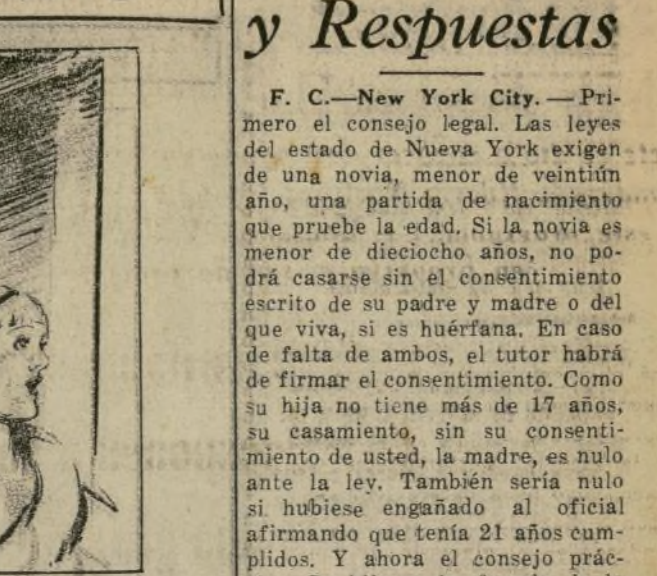 y Respuestas
F. C.—New York City. — Pri-
mero el consejo legal. Las leyes
del estado de Nueva York exigen
de una novia, menor de veintiún
año, una partida de nacimiento
que pruebe la edad. Si la novia es
menor de dieciocho años, no po-
drá casarse sin el consentimiento
escrito de su padre y madre o del
que viva, si es huérfana. En caso
de falta de ambos, el tutor habrá
de firmar el consentimiento. Como
su hija no tiene más de 17 años,
su casamiento, sin su consenti-
miento de usted, la madre, es nulo
ante la ley. También sería nulo
si hubiese engañado al oficial
afirmando que tenía 21 años cum-
plidos. Y ahora el consejo prác-